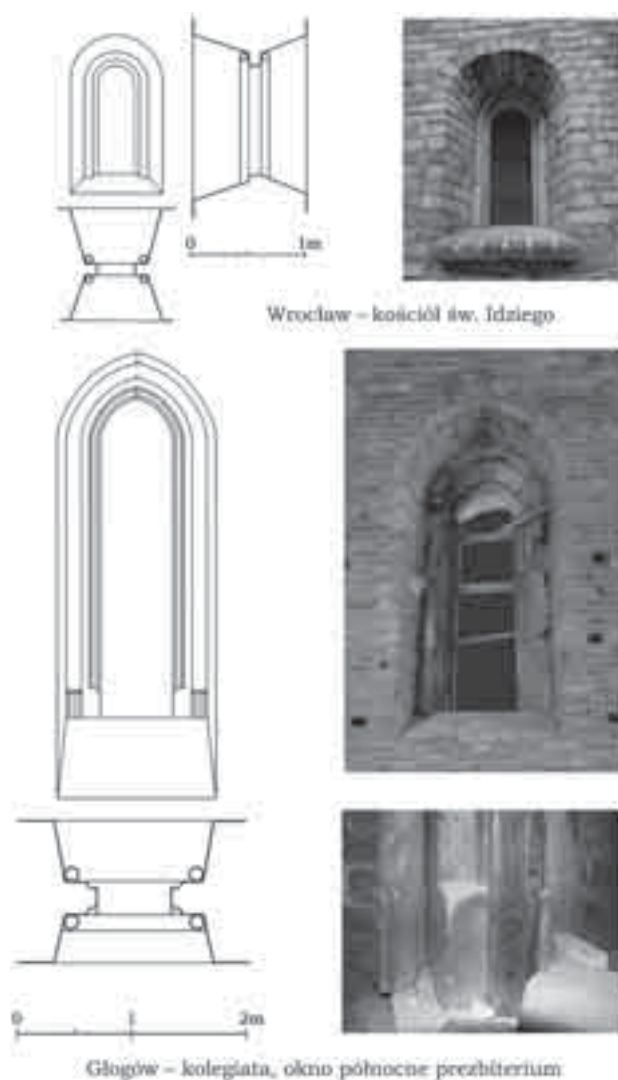 0 1m
Wrocław – kościół św. Idziego
0 1 2m
Głogów – kolegiata, okno północne prezbiterium